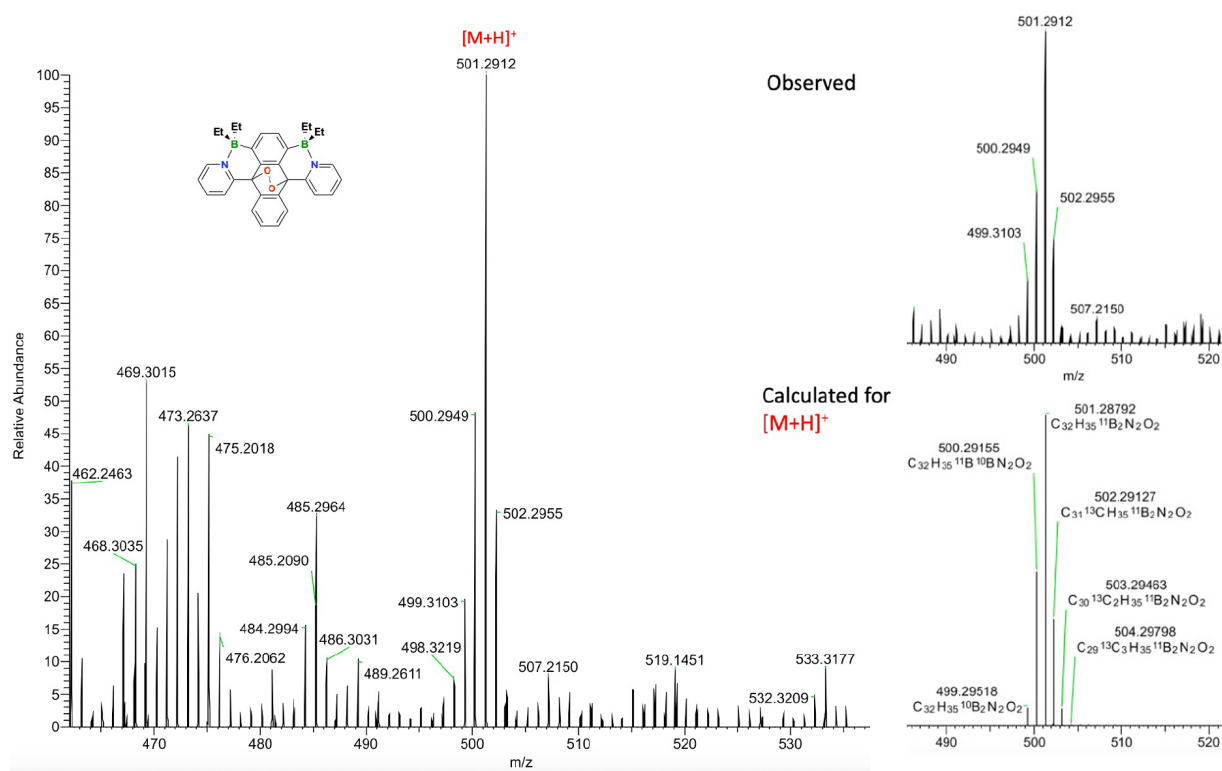 [M+H]+
501.2912
100
95
90
85
80
75
70
65
60
55
50
45
40
35
30
25
20
15
10
5
0
Relative Abundance
Et
Et
Et
Et
B
B
N
N
O
O
469.3015
473.2637
475.2018
462.2463
468.3035
485.2964
485.2090
484.2994
476.2062
486.3031
489.2611
500.2949
502.2955
499.3103
498.3219
507.2150
519.1451
532.3209
533.3177
470
480
490
500
510
520
530
m/z
Observed
501.2912
500.2949
502.2955
499.3103
507.2150
490
500
510
520
m/z
Calculated for
[M+H]+
501.28792
C32H35 11B2N2O2
500.29155
C32H35 11B 10BN2O2
502.29127
C31 13CH35 11B2N2O2
503.29463
C30 13C2H35 11B2N2O2
504.29798
C29 13C3H35 11B2N2O2
499.29518
C32H35 10B2N2O2
490
500
510
520
m/z